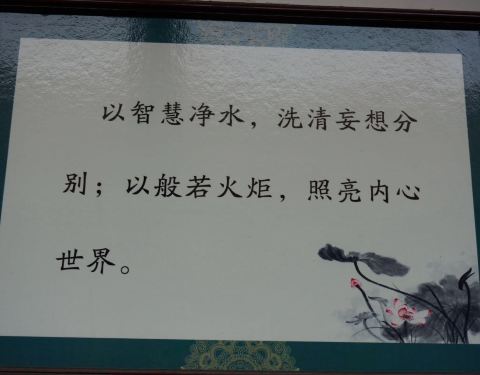 以智慧净水，洗清妄想分
别；以般若火炬，照亮内心
世界。